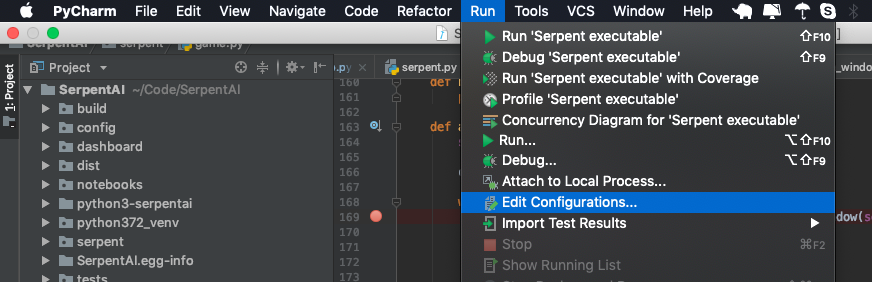 PyCharm File Edit View Navigate Code Refactor Run Tools VCS Window Help
SerpentAI serpent game.py
Project
1: Project
SerpentAI ~/Code/SerpentAI
build
config
dashboard
dist
notebooks
python3-serpentai
python372_venv
serpent
SerpentAI.egg-info
tests
.py serpent.py
160 def
161
162
163 def a
164
165
166
167
168 w
169 dow(s
170
171
172
173
Run 'Serpent executable' ⇧F10
Debug 'Serpent executable' ⇧F9
Run 'Serpent executable' with Coverage
Profile 'Serpent executable'
Concurrency Diagram for 'Serpent executable'
Run... ⌥⇧F10
Debug... ⌥⇧F9
Attach to Local Process...
Edit Configurations...
Import Test Results
Stop ⌘F2
Show Running List
_window